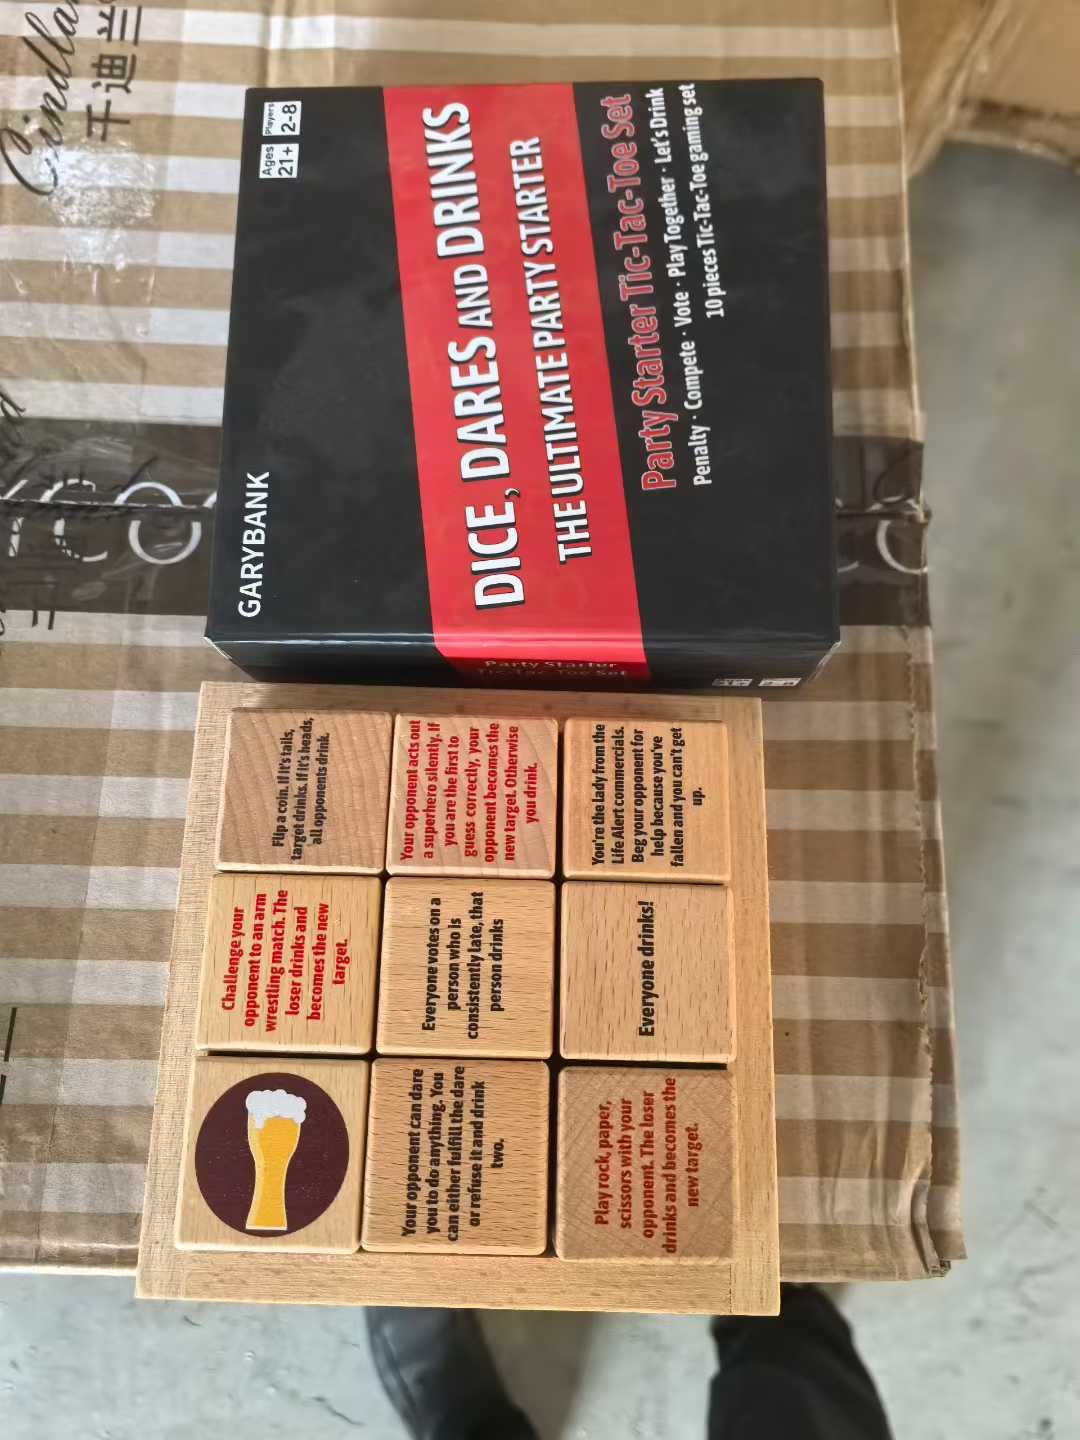 Cindla
千迪兰
GARYBANK
Ages
21+
Players
2-8
DICE, DARES AND DRINKS
THE ULTIMATE PARTY STARTER
Party Starter Tic-Tac-Toe Set
Penalty · Compete · Vote · Play Together · Let's Drink
10 pieces Tic-Tac-Toe gaming set
Party Starter
Tic-Tac-Toe Set
Challenge your
opponent to an arm
wrestling match. The
loser drinks and
becomes the new
target.
Flip a coin. If it's tails,
target drinks. If it's heads,
all opponents drink.
Your opponent can dare
you to do anything. You
can either fulfill the dare
or refuse it and drink
two.
Everyone votes on a
person who is
consistently late, that
person drinks
Your opponent acts out
a superhero silently. If
you are the first to
guess correctly, your
opponent becomes the
new target. Otherwise
you drink.
Play rock, paper,
scissors with your
opponent. The loser
drinks and becomes the
new target.
Everyone drinks!
You're the lady from the
Life Alert commercials.
Beg your opponent for
help because you've
fallen and you can't get
up.